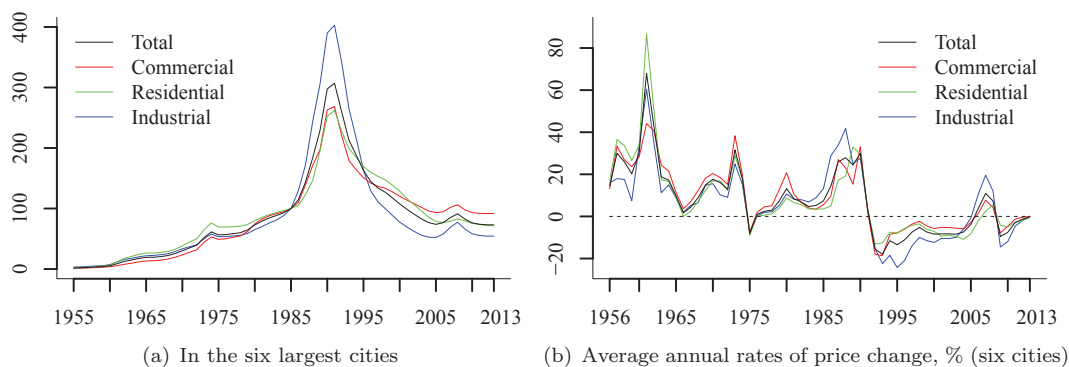 400
300
200
100
0
Total
Commercial
Residential
Industrial
1955 1965 1975 1985 1995 2005 2013
(a) In the six largest cities
80
60
40
20
0
−20
Total
Commercial
Residential
Industrial
1956 1965 1975 1985 1995 2005 2013
(b) Average annual rates of price change, % (six cities)